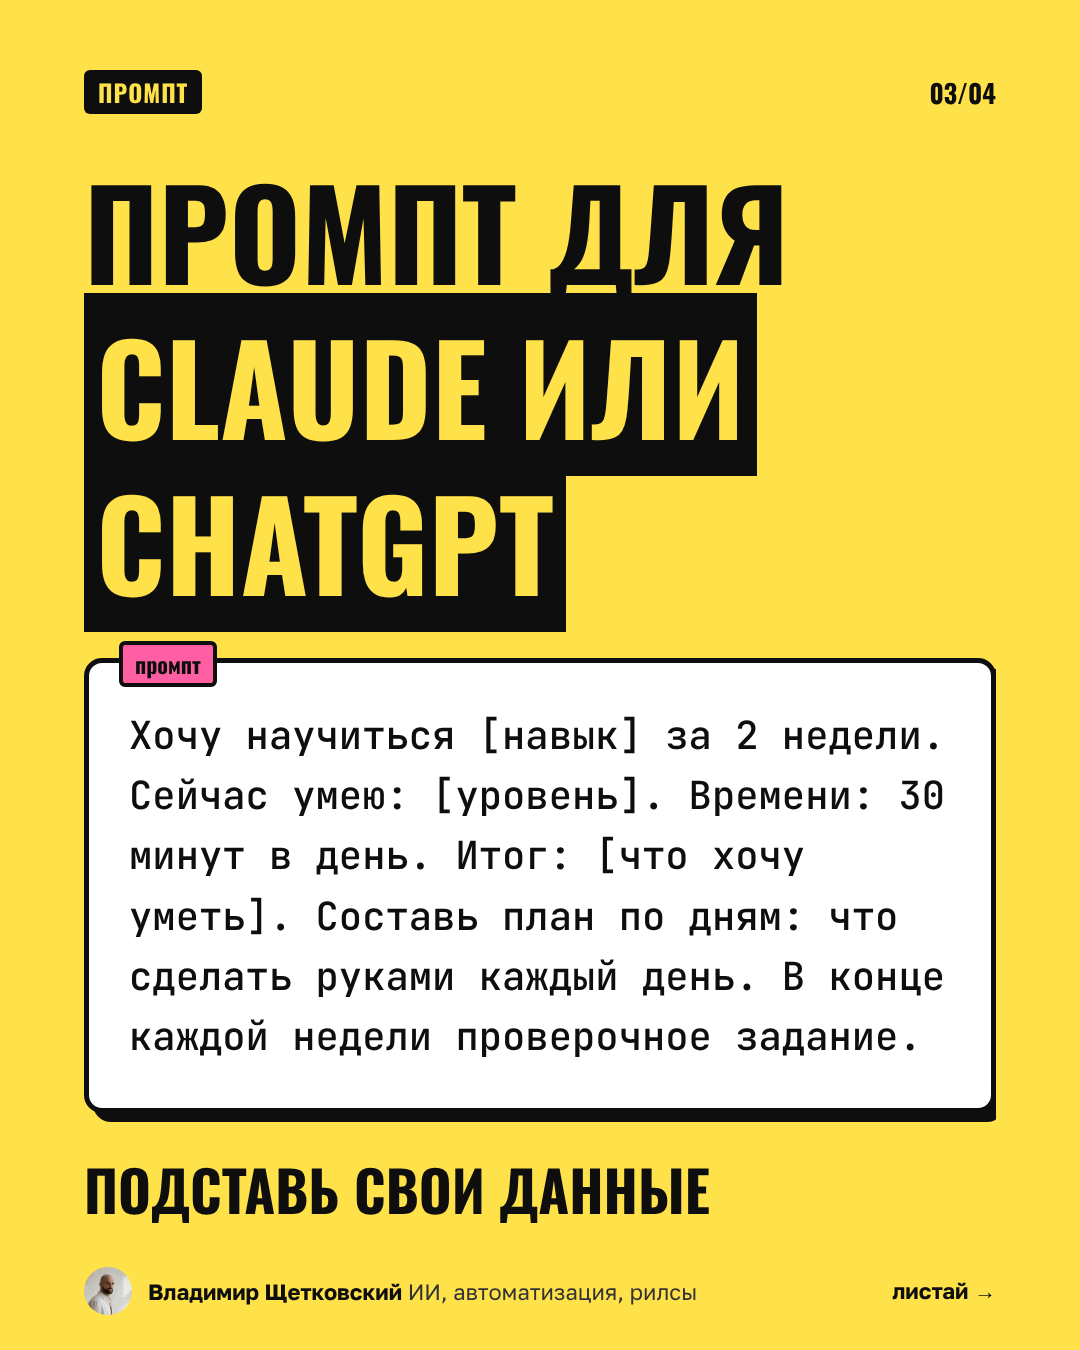 ПРОМПТ
03/04
ПРОМПТ ДЛЯ
CLAUDE ИЛИ
CHATGPT
промпт
Хочу научиться [навык] за 2 недели.
Сейчас умею: [уровень]. Времени: 30
минут в день. Итог: [что хочу
уметь]. Составь план по дням: что
сделать руками каждый день. В конце
каждой недели проверочное задание.
ПОДСТАВЬ СВОИ ДАННЫЕ
Владимир Щетковский ИИ, автоматизация, рилсы
листай →